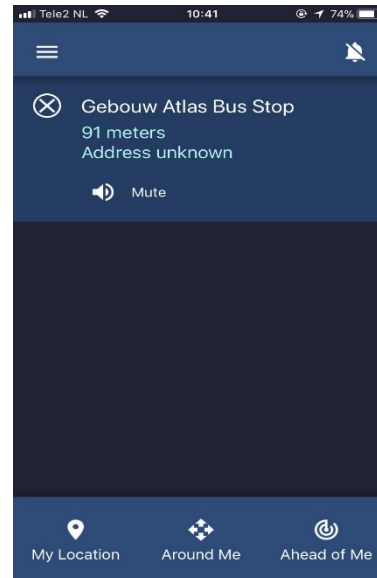 Tele2 NL 10:41 74%
Gebouw Atlas Bus Stop
91 meters
Address unknown
Mute
My Location Around Me Ahead of Me